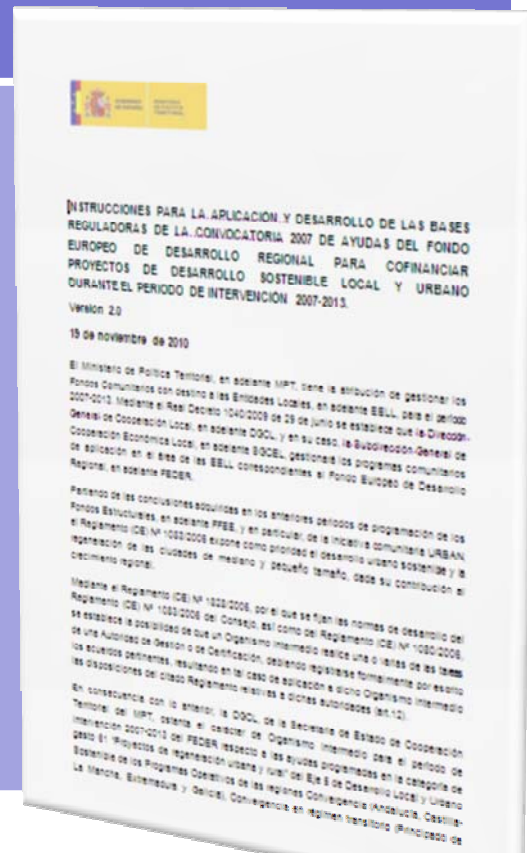 GOBIERNO DE ESPAÑA
MINISTERIO DE POLÍTICA TERRITORIAL
INSTRUCCIONES PARA LA APLICACIÓN Y DESARROLLO DE LAS BASES
REGULADORAS DE LA CONVOCATORIA 2007 DE AYUDAS DEL FONDO
EUROPEO DE DESARROLLO REGIONAL PARA COFINANCIAR
PROYECTOS DE DESARROLLO SOSTENIBLE LOCAL Y URBANO
DURANTE EL PERIODO DE INTERVENCIÓN 2007-2013.
Versión 2.0
19 de noviembre de 2010
El Ministerio de Política Territorial, en adelante MPT, tiene la atribución de gestionar los
Fondos Comunitarios con destino a las Entidades Locales, en adelante EELL, para el período
2007-2013. Mediante el Real Decreto 1040/2009 de 29 de junio se establece que la Dirección
General de Cooperación Local, en adelante DGCL, y en su caso, la Subdirección General de
Cooperación Económica Local, en adelante SGCEL, gestionará los programas comunitarios
de aplicación en el área de las EELL correspondientes al Fondo Europeo de Desarrollo
Regional, en adelante FEDER.
Partiendo de las conclusiones adquiridas en los anteriores periodos de programación de los
Fondos Estructurales, en adelante FFEE, y en particular, de la iniciativa comunitaria URBAN,
el Reglamento (CE) Nº 1080/2006 expone como prioridad el desarrollo urbano sostenible y la
regeneración de las ciudades de mediano y pequeño tamaño, dada su contribución al
crecimiento regional.
Mediante el Reglamento (CE) Nº 1828/2006, por el que se fijan las normas de desarrollo del
Reglamento (CE) Nº 1083/2006 del Consejo, así como del Reglamento (CE) Nº 1080/2006,
se establece la posibilidad de que un Organismo Intermedio realice una o varias de las tareas
de una Autoridad de Gestión o de Certificación, debiendo registrarse formalmente por escrito
los acuerdos pertinentes, resultando en tal caso de aplicación a dicho Organismo Intermedio
las disposiciones del citado Reglamento relativas a dichas autoridades (art.12).
En consecuencia con lo anterior, la DGCL, de la Secretaría de Estado de Cooperación
Territorial del MPT, ostenta el carácter de Organismo Intermedio para el período de
intervención 2007-2013 del FEDER respecto a las ayudas programadas en la categoría de
gasto 61 "Proyectos de regeneración urbana y rural" del Eje 5 de Desarrollo Local y Urbano
Sostenible de los Programas Operativos de las regiones Convergencia (Andalucía, Castilla-
La Mancha, Extremadura y Galicia), Convergencia en régimen transitorio (Principado de